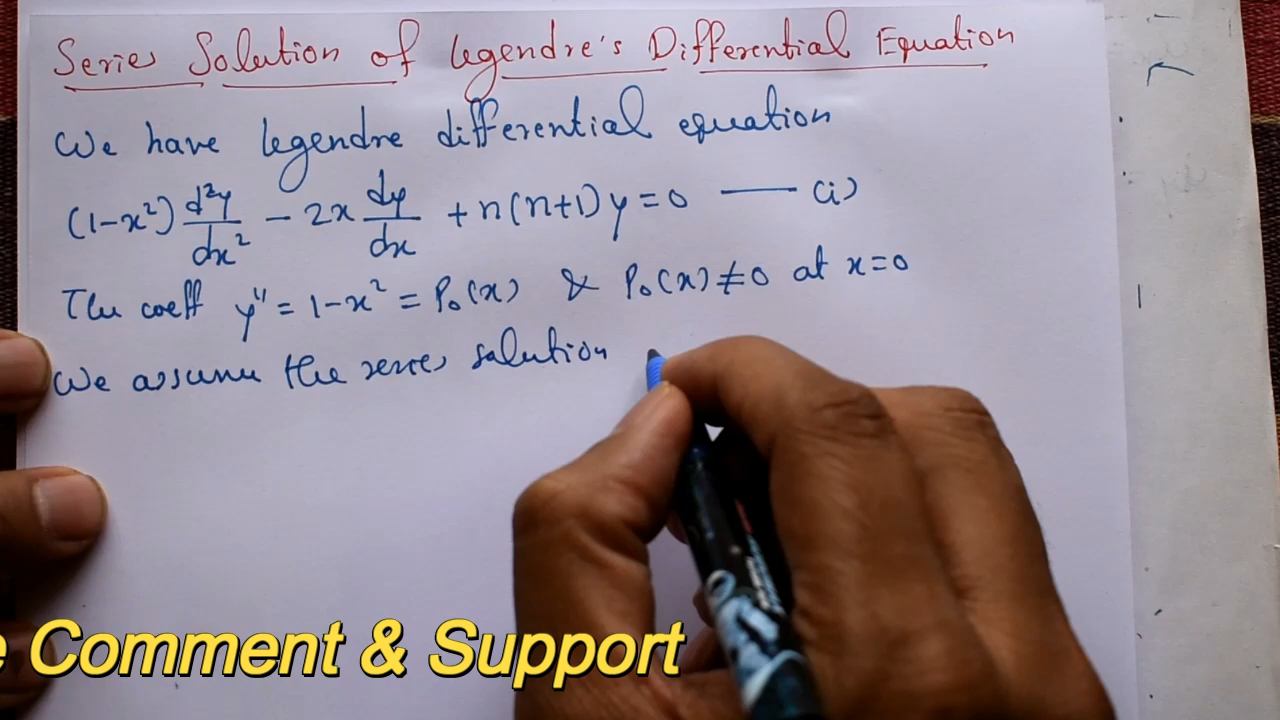 Series Solution of Legendre's Differential Equation
We have Legendre differential equation
(1-x²) d²y/dx² - 2x dy/dx + n(n+1)y = 0 —— (i)
The coeff y'' = 1-x² = P₀(x) & P₀(x) ≠ 0 at x=0
We assume the series solution
e Comment & Support